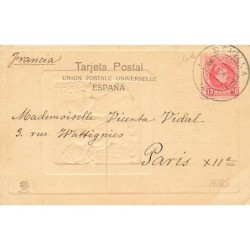 Francia
Tarjeta Postal
UNION POSTALE UNIVERSELLE
ESPAÑA
Mademoiselle Vicenta Vidal.
3. rue Wattignies
Paris XIIe